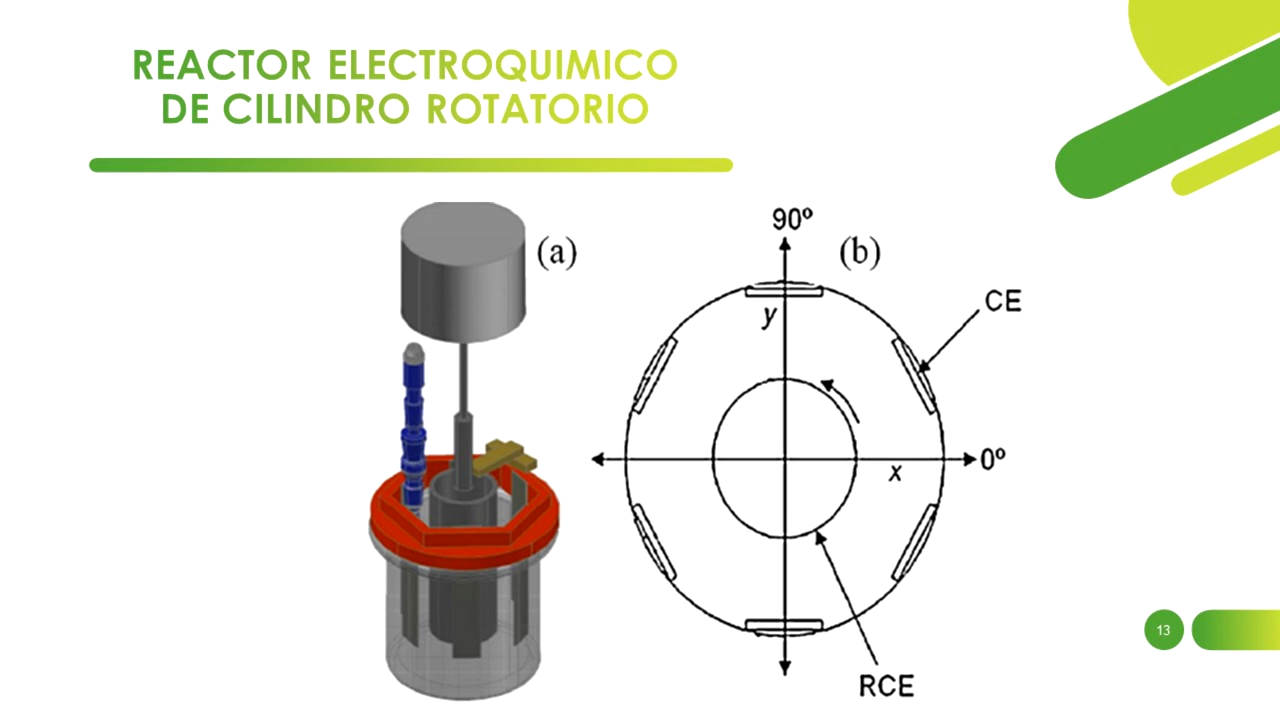 REACTOR ELECTROQUIMICO
DE CILINDRO ROTATORIO
(a)
90º
(b)
CE
y
x
0º
RCE
13